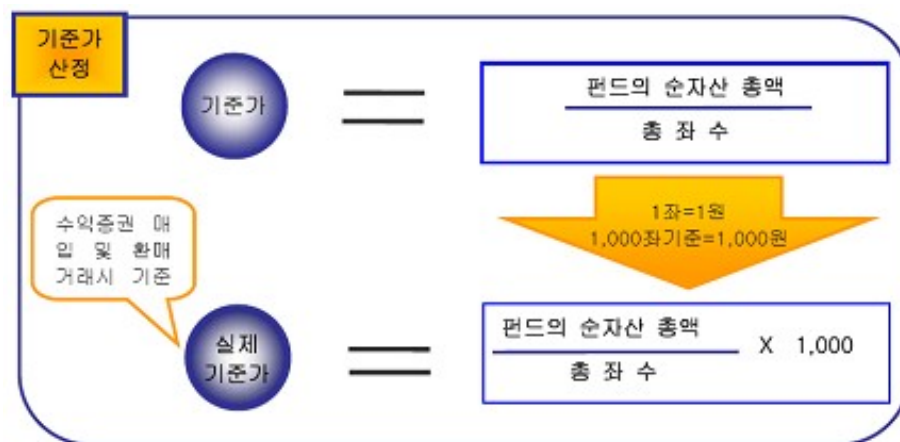 기준가
산정
기준가
펀드의 순자산 총액
총 좌 수
1좌=1원
1,000좌기준=1,000원
수익증권 매
입 및 환매
거래시 기준
실제
기준가
펀드의 순자산 총액
X 1,000
총 좌 수